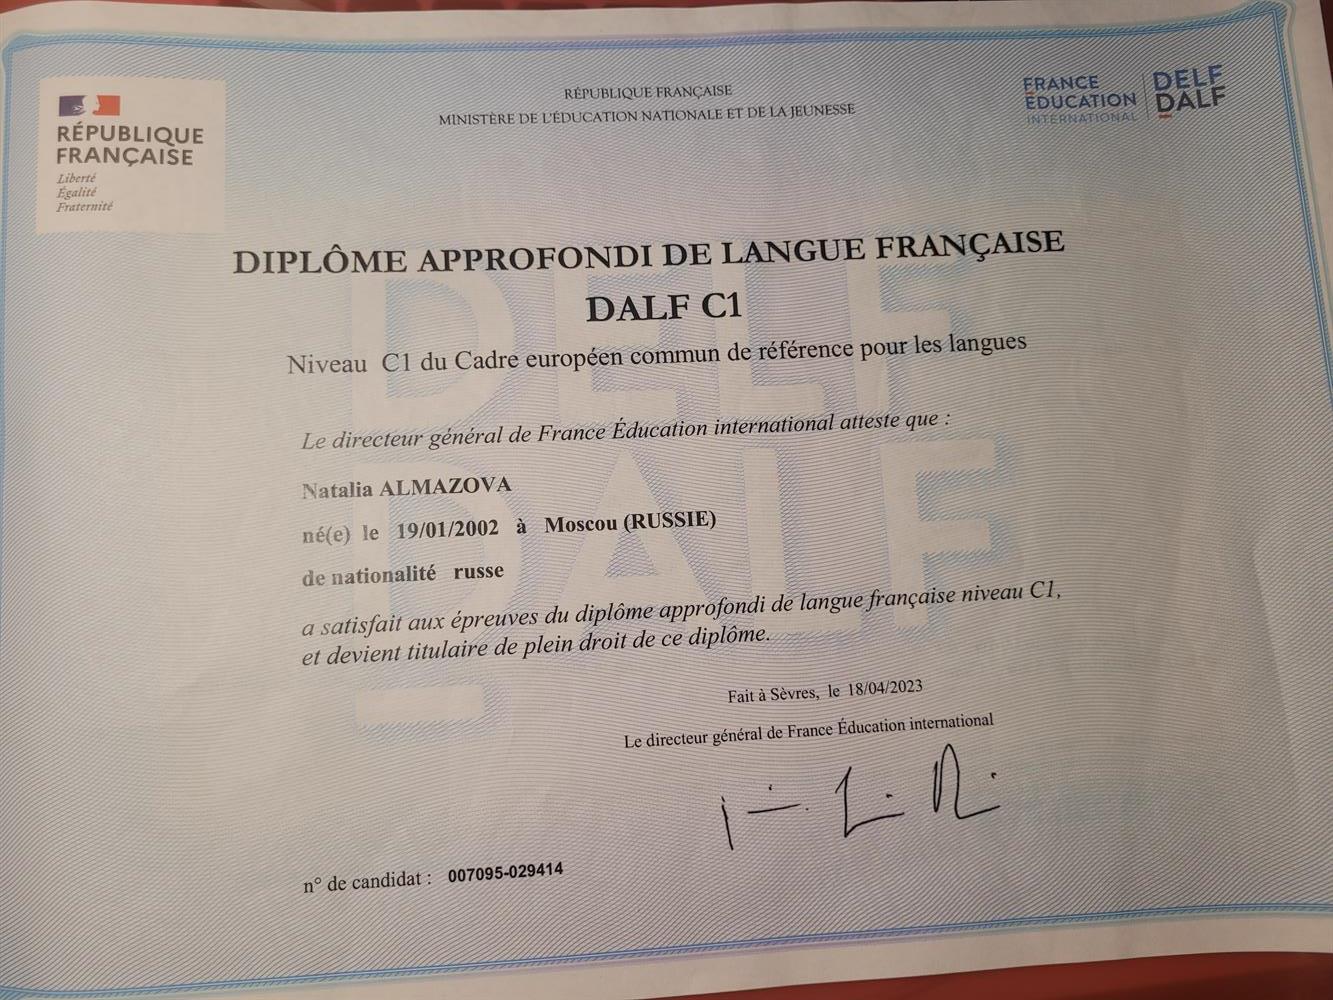 RÉPUBLIQUE
FRANÇAISE
Liberté
Égalité
Fraternité
RÉPUBLIQUE FRANÇAISE
MINISTÈRE DE L'ÉDUCATION NATIONALE ET DE LA JEUNESSE
FRANCE
ÉDUCATION
INTERNATIONAL
DELF
DALF
DIPLÔME APPROFONDI DE LANGUE FRANÇAISE
DALF C1
Niveau C1 du Cadre européen commun de référence pour les langues
Le directeur général de France Éducation international atteste que :
Natalia ALMAZOVA
né(e) le 19/01/2002 à Moscou (RUSSIE)
de nationalité russe
a satisfait aux épreuves du diplôme approfondi de langue française niveau C1,
et devient titulaire de plein droit de ce diplôme.
Fait à Sèvres, le 18/04/2023
Le directeur général de France Éducation international
n° de candidat : 007095-029414
DELF
DALF